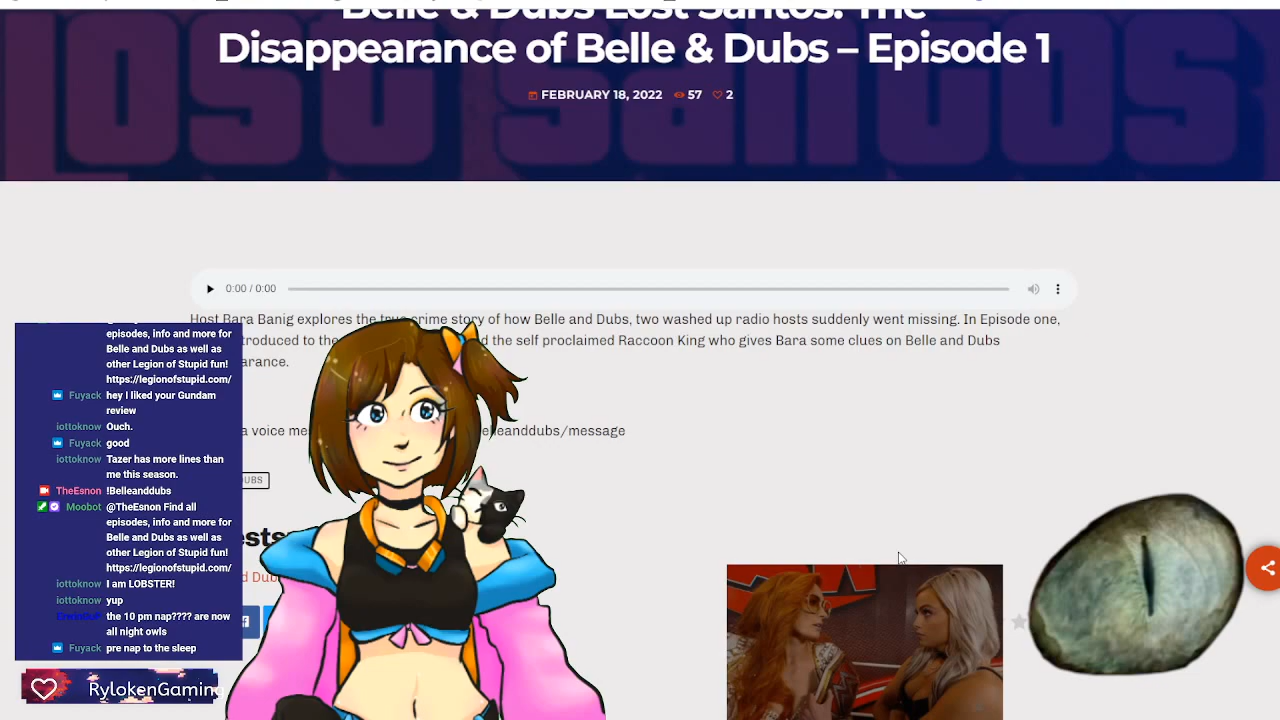 Belle & Dubs Lost Santos: The
Disappearance of Belle & Dubs – Episode 1
FEBRUARY 18, 2022 57 2
Lost Santos
0:00 / 0:00
Host Bara Banig explores the true crime story of how Belle and Dubs, two washed up radio hosts suddenly went missing. In Episode one,
troduced to the
d the self proclaimed Raccoon King who gives Bara some clues on Belle and Dubs
arance.
a voice me
elleanddubs/message
UBS
ests
d Dub
episodes, info and more for
Belle and Dubs as well as
other Legion of Stupid fun!
https://legionofstupid.com/
Fuyack hey I liked your Gundam
review
iottoknow Ouch.
Fuyack good
iottoknow Tazer has more lines than
me this season.
TheEsnon !Belleanddubs
Moobot @TheEsnon Find all
episodes, info and more for
Belle and Dubs as well as
other Legion of Stupid fun!
https://legionofstupid.com/
iottoknow I am LOBSTER!
iottoknow yup
the 10 pm nap???? are now
all night owls
Fuyack pre nap to the sleep
RylokenGaming